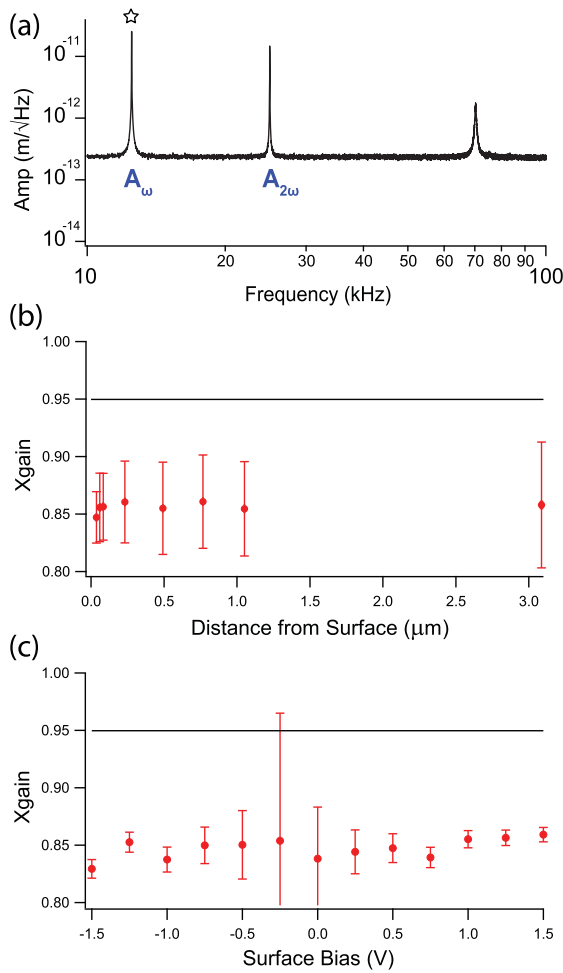 (a)
☆
Amp (m/√Hz)
10⁻¹¹
10⁻¹²
10⁻¹³
10⁻¹⁴
A_ω
A_2ω
10 20 30 40 50 60 70 80 90 100
Frequency (kHz)
(b)
Xgain
1.00
0.95
0.90
0.85
0.80
0.0 0.5 1.0 1.5 2.0 2.5 3.0
Distance from Surface (μm)
(c)
Xgain
1.00
0.95
0.90
0.85
0.80
-1.5 -1.0 -0.5 0.0 0.5 1.0 1.5
Surface Bias (V)